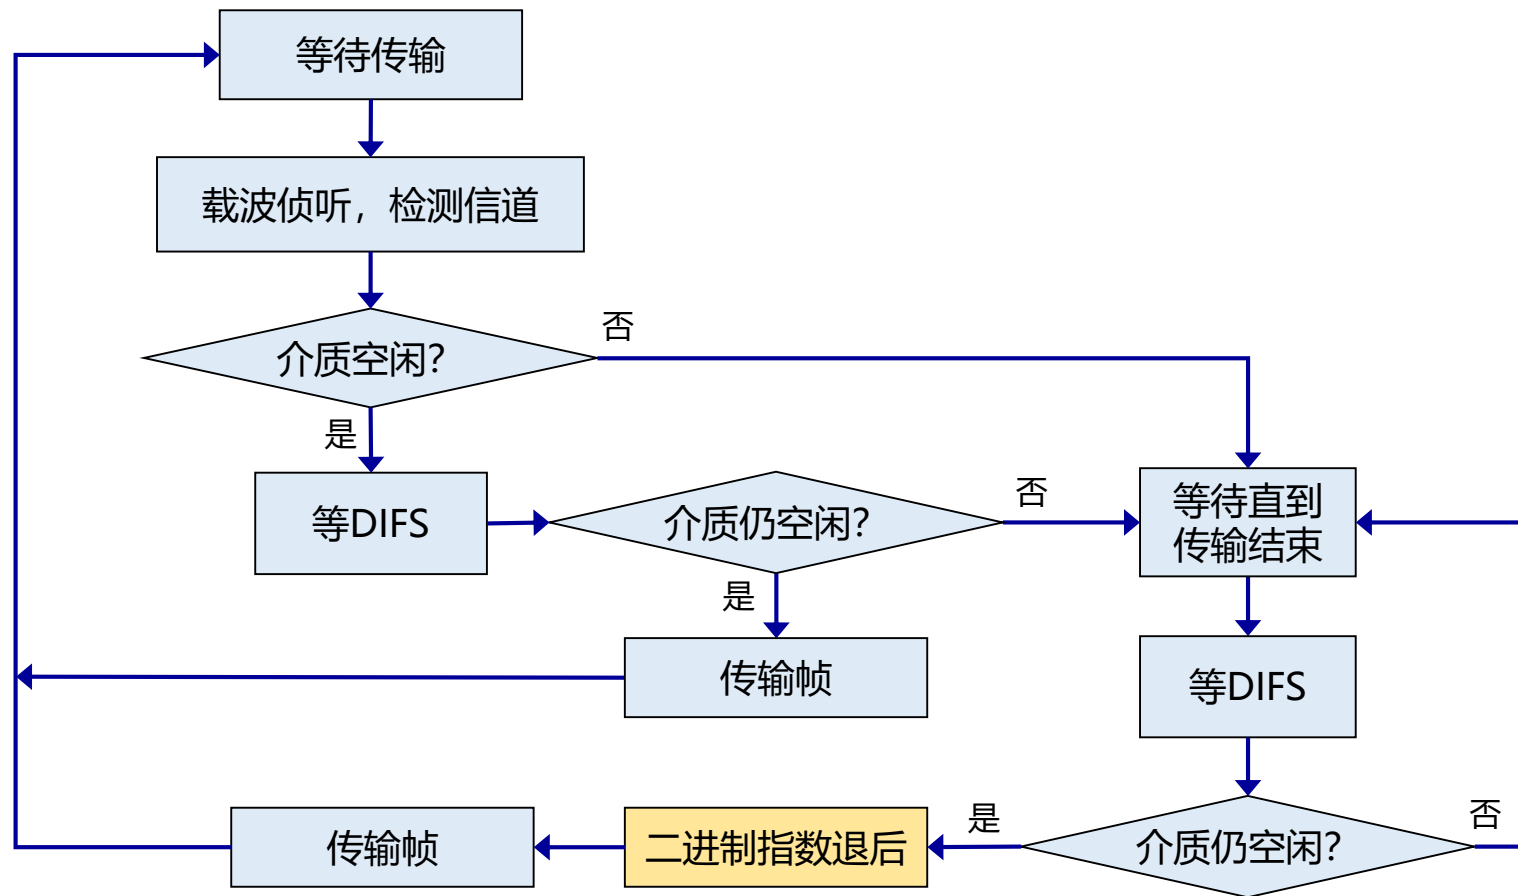 等待传输
载波侦听，检测信道
介质空闲？
否
是
等DIFS
介质仍空闲？
否
等待直到
传输结束
是
传输帧
等DIFS
传输帧
二进制指数退后
是
介质仍空闲？
否